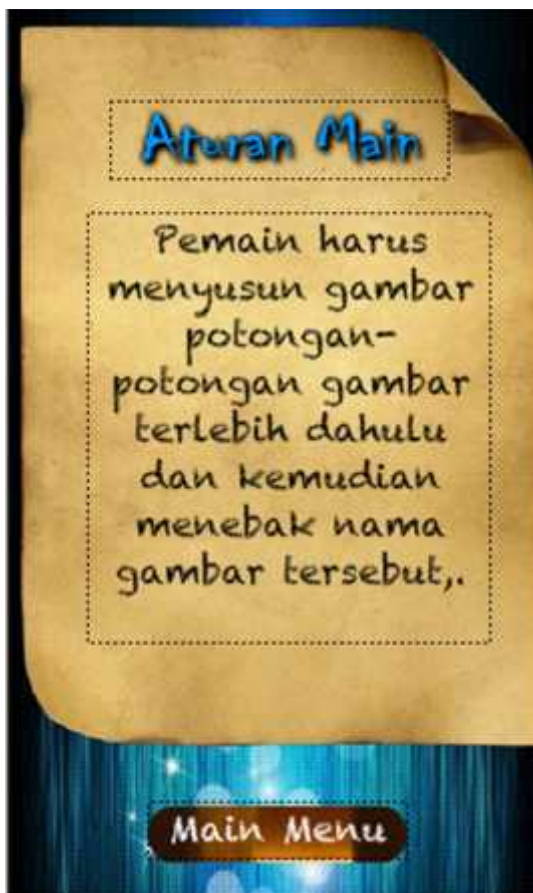 Aturan Main
Pemain harus
menyusun gambar
potongan-
potongan gambar
terlebih dahulu
dan kemudian
menebak nama
gambar tersebut,.
Main Menu